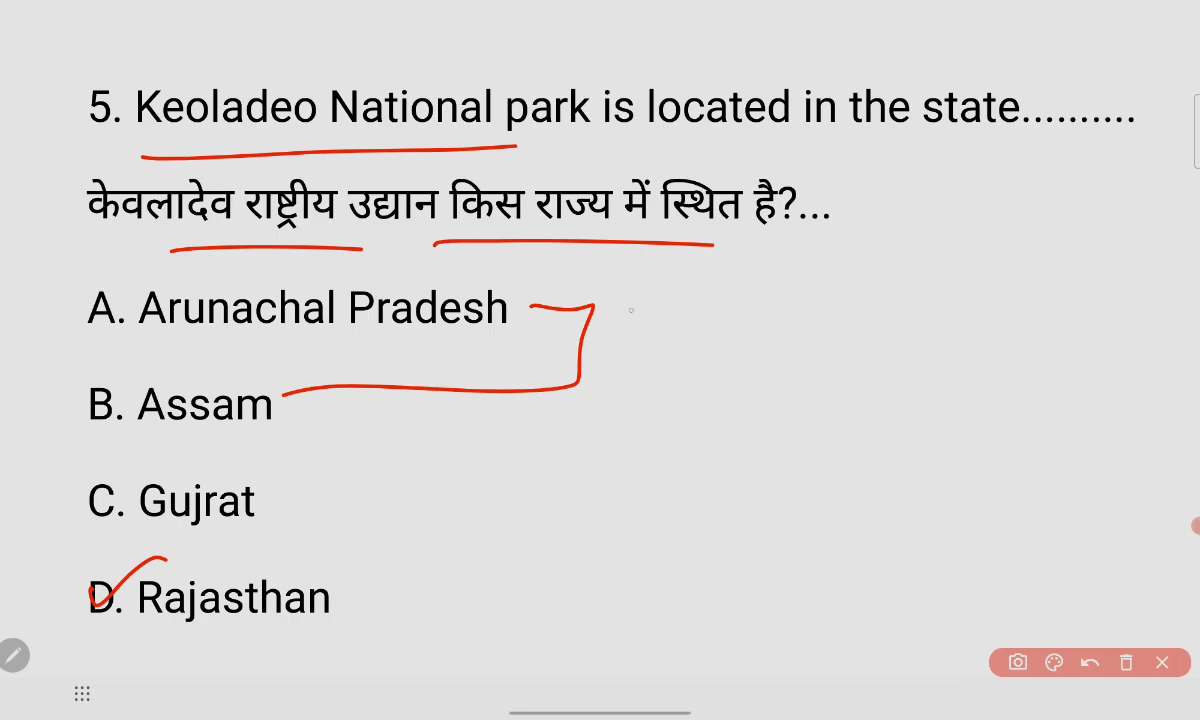 5. Keoladeo National park is located in the state..........
केवलादेव राष्ट्रीय उद्यान किस राज्य में स्थित है?...
A. Arunachal Pradesh
B. Assam
C. Gujrat
D. Rajasthan